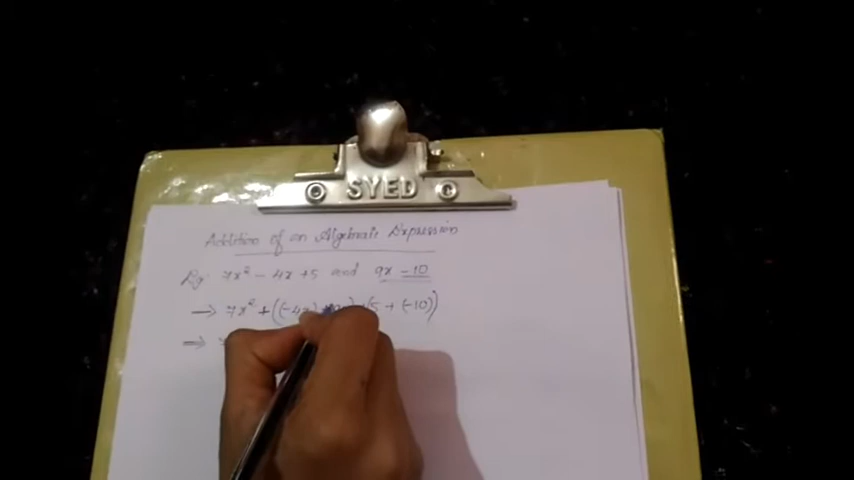 SYED
Addition of an Algebraic Expression
Eg: 7x² - 4x + 5 and 9x - 10
→ 7x² + ((-4x) + (5 + (-10))
⇒